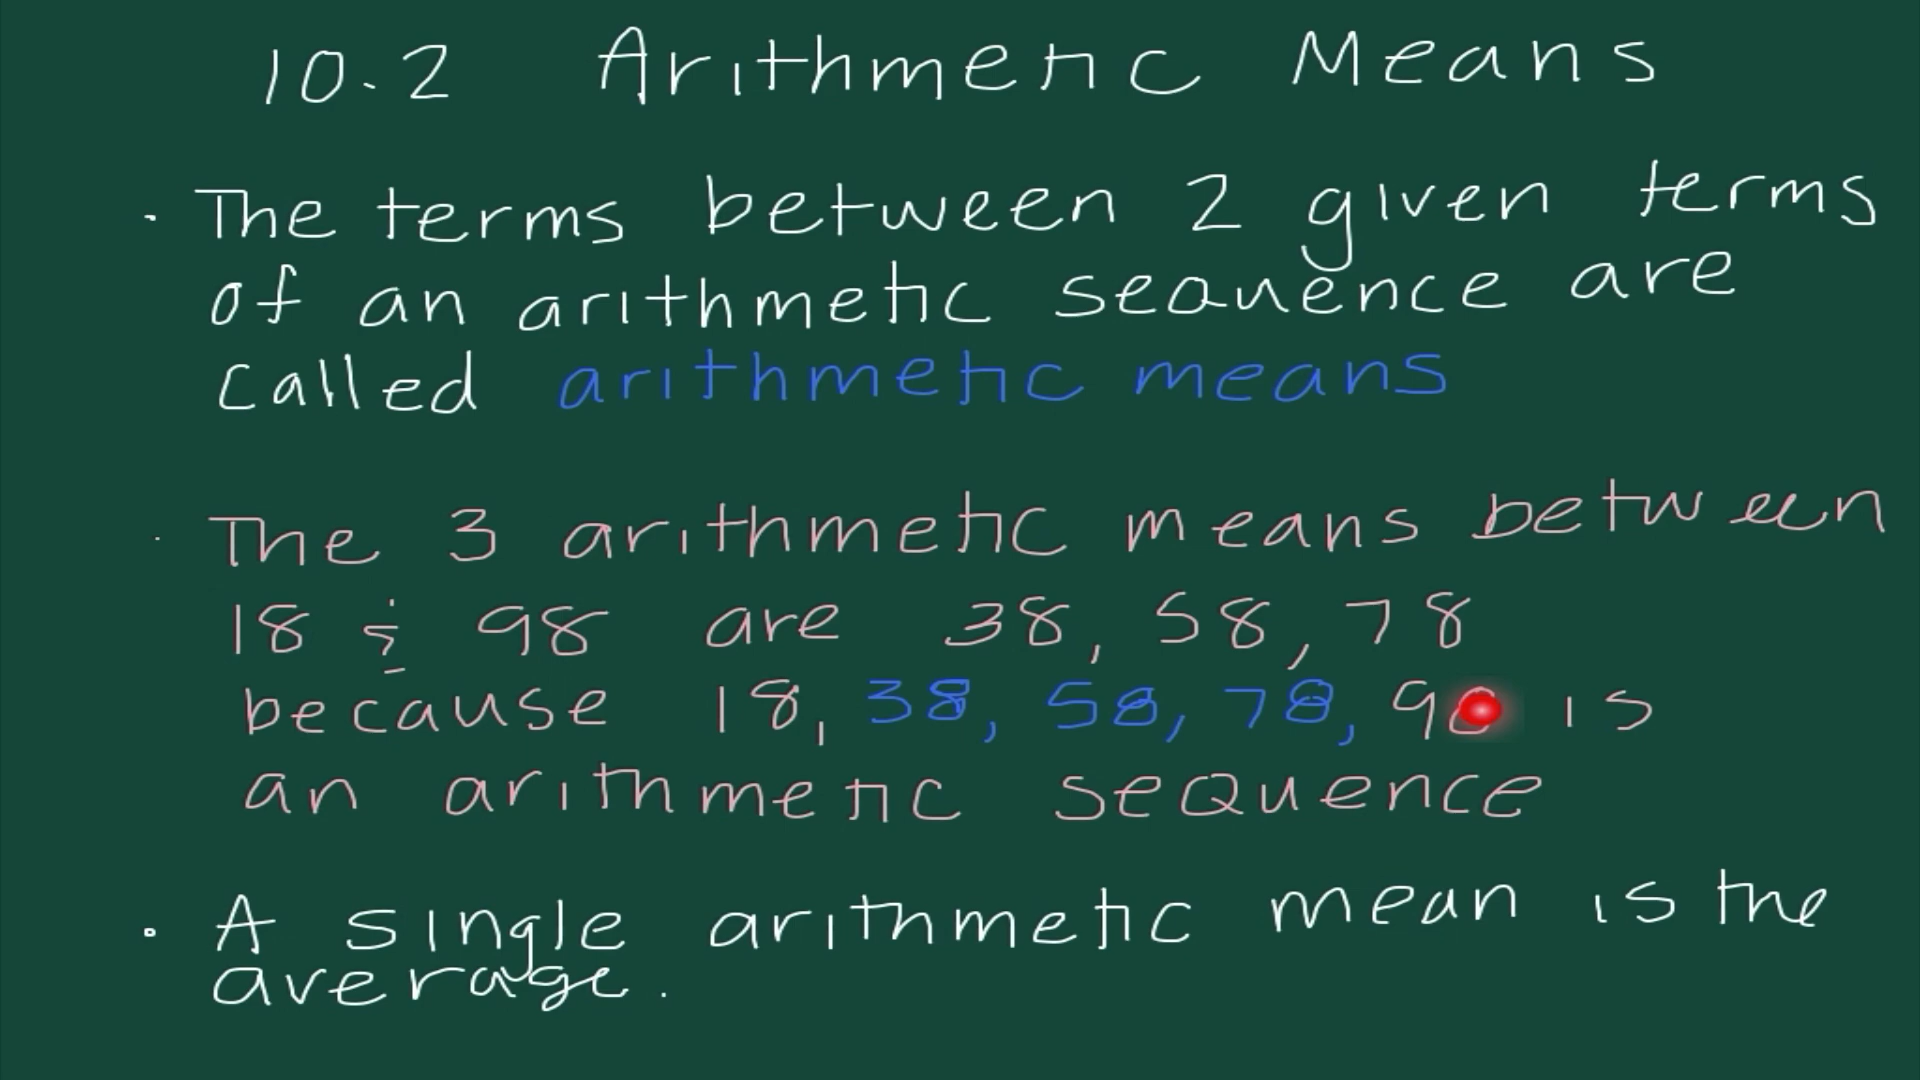 10.2 Arithmetic Means
· The terms between 2 given terms
of an arithmetic sequence are
called arithmetic means
· The 3 arithmetic means between
18 & 98 are 38, 58, 78
because 18, 38, 58, 78, 98 is
an arithmetic sequence
· A single arithmetic mean is the
average.